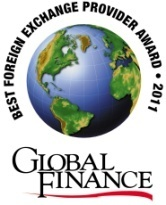 BEST FOREIGN EXCHANGE PROVIDER AWARD • 2011
GLOBAL
FINANCE